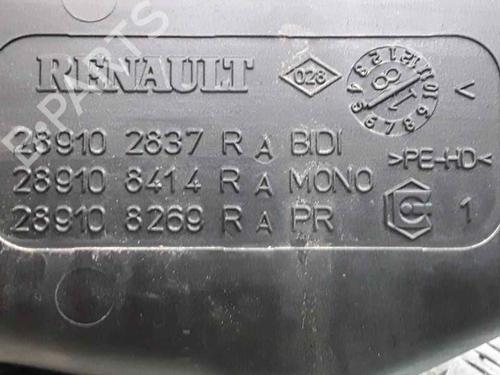 RENAULT
028
28910 2837 R A BIDI
28910 8414 R A MONO
28910 8269 R A PR
>PE-HD<
1